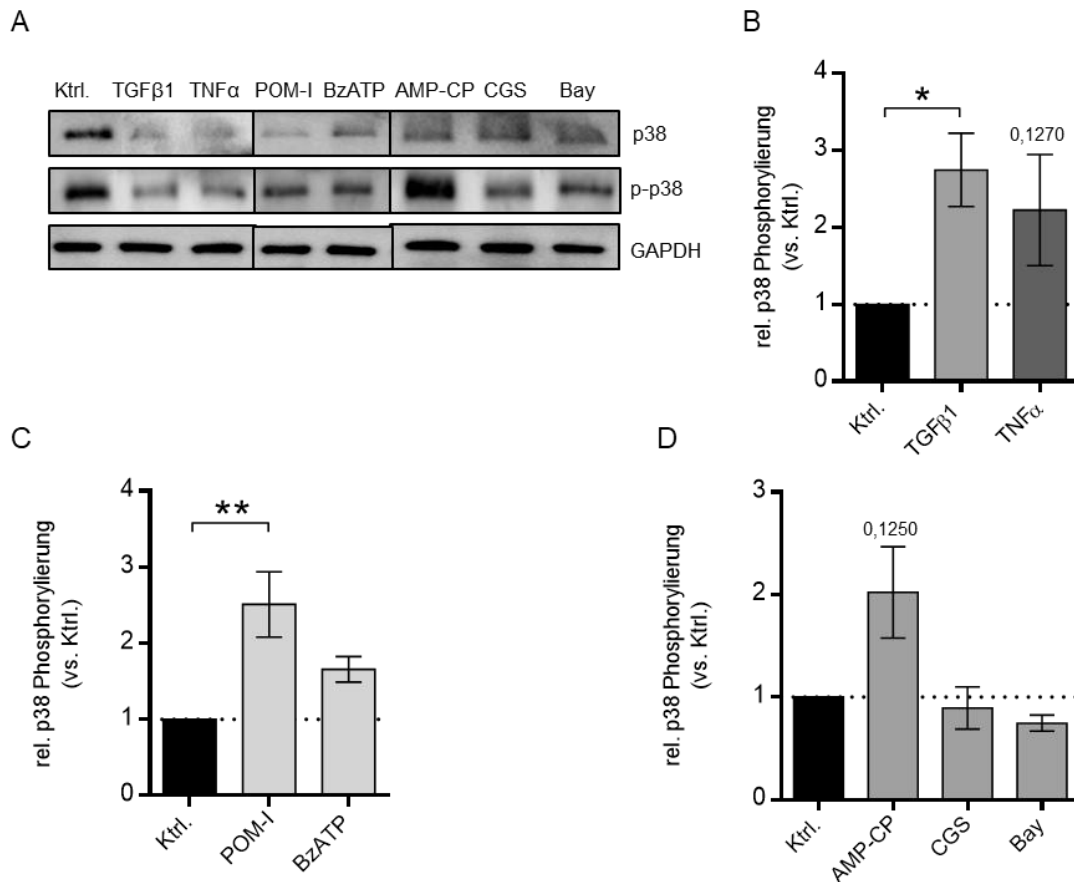 A
Ktrl. TGFβ1 TNFα POM-I BzATP AMP-CP CGS Bay
p38
p-p38
GAPDH
B
rel. p38 Phosphorylierung
(vs. Ktrl.)
4
3
2
1
0
*
0,1270
Ktrl.
TGFβ1
TNFα
C
rel. p38 Phosphorylierung
(vs. Ktrl.)
4
3
2
1
0
**
Ktrl.
POM-I
BzATP
D
rel. p38 Phosphorylierung
(vs. Ktrl.)
3
2
1
0
0,1250
Ktrl.
AMP-CP
CGS
Bay